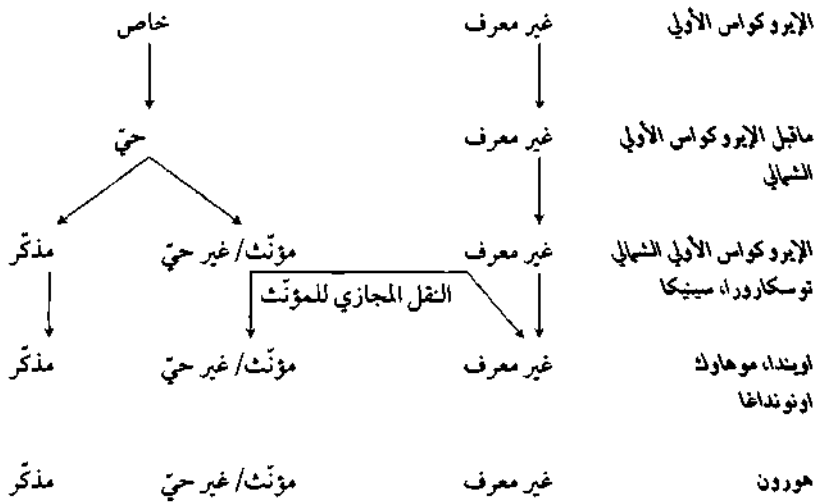 الإيروكواس الأولي غير معرف خاص
ماقبل الإيروكواس الأولي غير معرف حيّ
الشمالي
الإيروكواس الأولي الشمالي غير معرف مؤنّث/ غير حيّ مذكّر
توسكارورا، سينيكا
النقل المجازي للمؤنّث
اويندا، موهاوك غير معرف مؤنّث/ غير حيّ مذكّر
اونونداغا
هورون غير معرف مؤنّث/ غير حيّ مذكّر